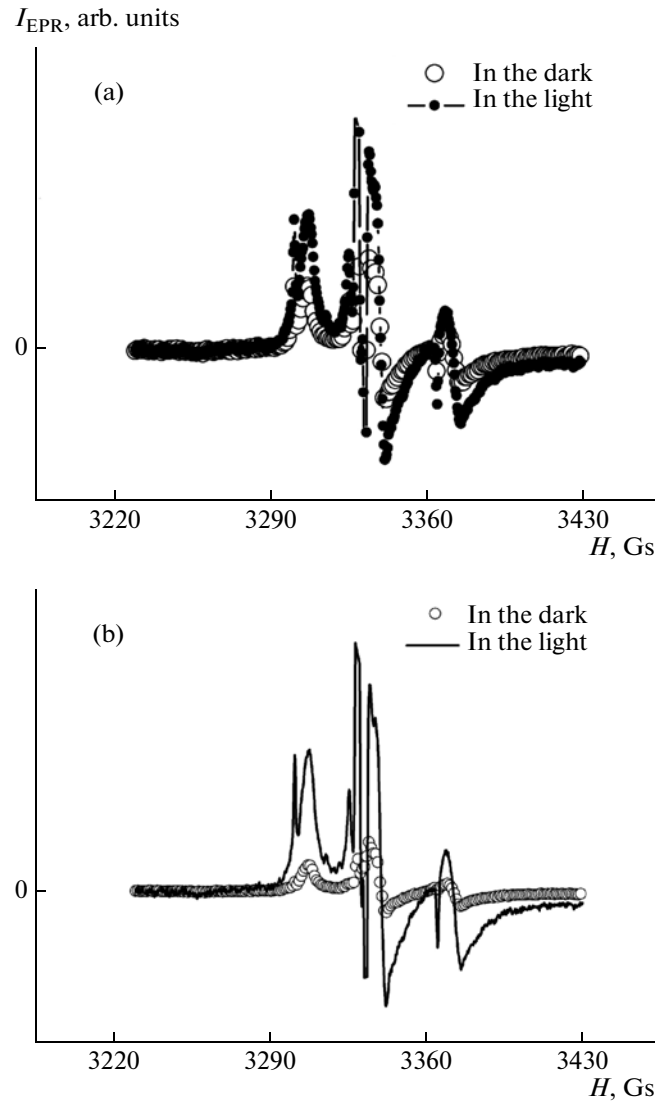 I_EPR, arb. units
(a)
In the dark
In the light
0
3220 3290 3360 3430
H, Gs
(b)
In the dark
In the light
0
3220 3290 3360 3430
H, Gs